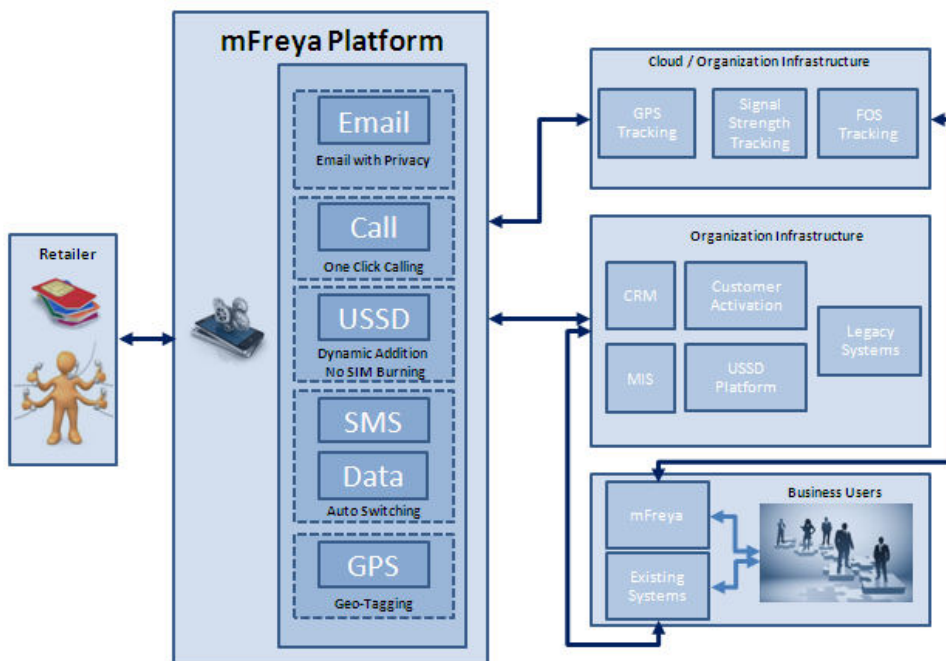 mFreya Platform
Email
Email with Privacy
Call
One Click Calling
USSD
Dynamic Addition
No SIM Burning
SMS
Data
Auto Switching
GPS
Geo-Tagging
Retailer
Cloud / Organization Infrastructure
GPS
Tracking
Signal
Strength
Tracking
FOS
Tracking
Organization Infrastructure
CRM
Customer
Activation
Legacy
Systems
MIS
USSD
Platform
Business Users
mFreya
Existing
Systems